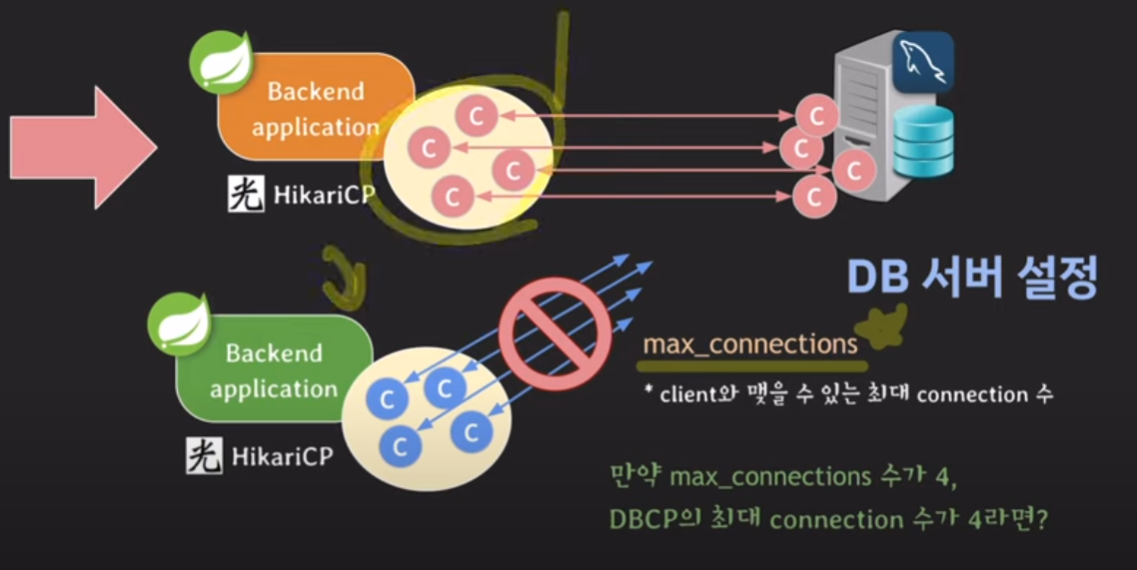 Backend
application
光 HikariCP
C
C
C
C
C
C
C
C
DB 서버 설정
max_connections
* client와 맺을 수 있는 최대 connection 수
Backend
application
光 HikariCP
C
C
C
C
만약 max_connections 수가 4,
DBCP의 최대 connection 수가 4라면?